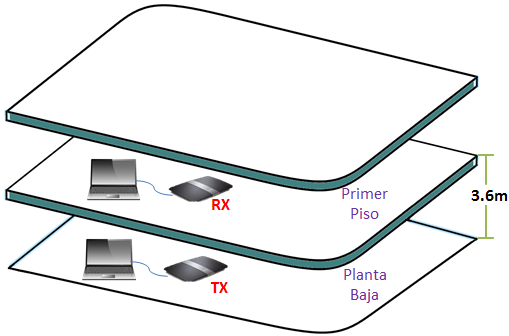 RX
Primer
Piso
3.6m
TX
Planta
Baja